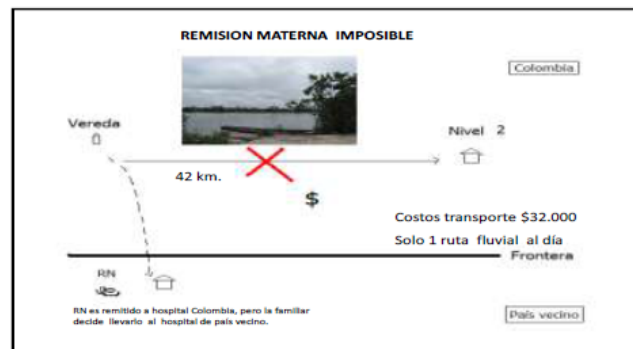 REMISION MATERNA IMPOSIBLE
Colombia
Vereda
Nivel 2
42 km.
$
Costos transporte $32.000
Solo 1 ruta fluvial al día
Frontera
RN
RN es remitido a hospital Colombia, pero la familiar
decide llevarlo al hospital de país vecino.
País vecino